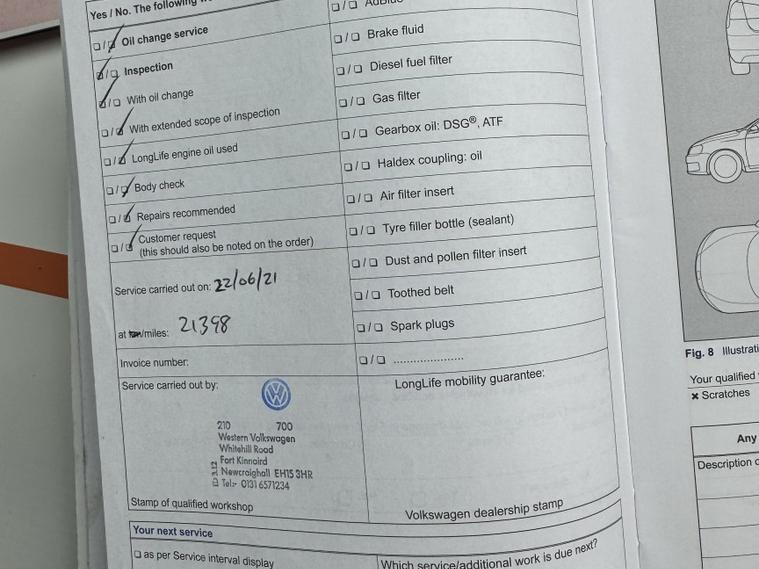 Yes / No. The following
❏/❏ Oil change service
❏/❏ Inspection
❏/❏ With oil change
❏/❏ With extended scope of inspection
❏/❏ LongLife engine oil used
❏/❏ Body check
❏/❏ Repairs recommended
❏/❏ Customer request
(this should also be noted on the order)
Service carried out on: 22/06/21
at km/miles: 21398
Invoice number:
Service carried out by:
210 700
Western Volkswagen
Whitehill Road
Fort Kinnaird
Newcraighall EH15 3HR
Tel:- 0131 6571234
Stamp of qualified workshop
❏/❏ AdBlue
❏/❏ Brake fluid
❏/❏ Diesel fuel filter
❏/❏ Gas filter
❏/❏ Gearbox oil: DSG®, ATF
❏/❏ Haldex coupling: oil
❏/❏ Air filter insert
❏/❏ Tyre filler bottle (sealant)
❏/❏ Dust and pollen filter insert
❏/❏ Toothed belt
❏/❏ Spark plugs
❏/❏ .....................
LongLife mobility guarantee:
Volkswagen dealership stamp
Your next service
❏ as per Service interval display
Which service/additional work is due next?
Fig. 8 Illustrati
Your qualified
× Scratches
Any
Description o